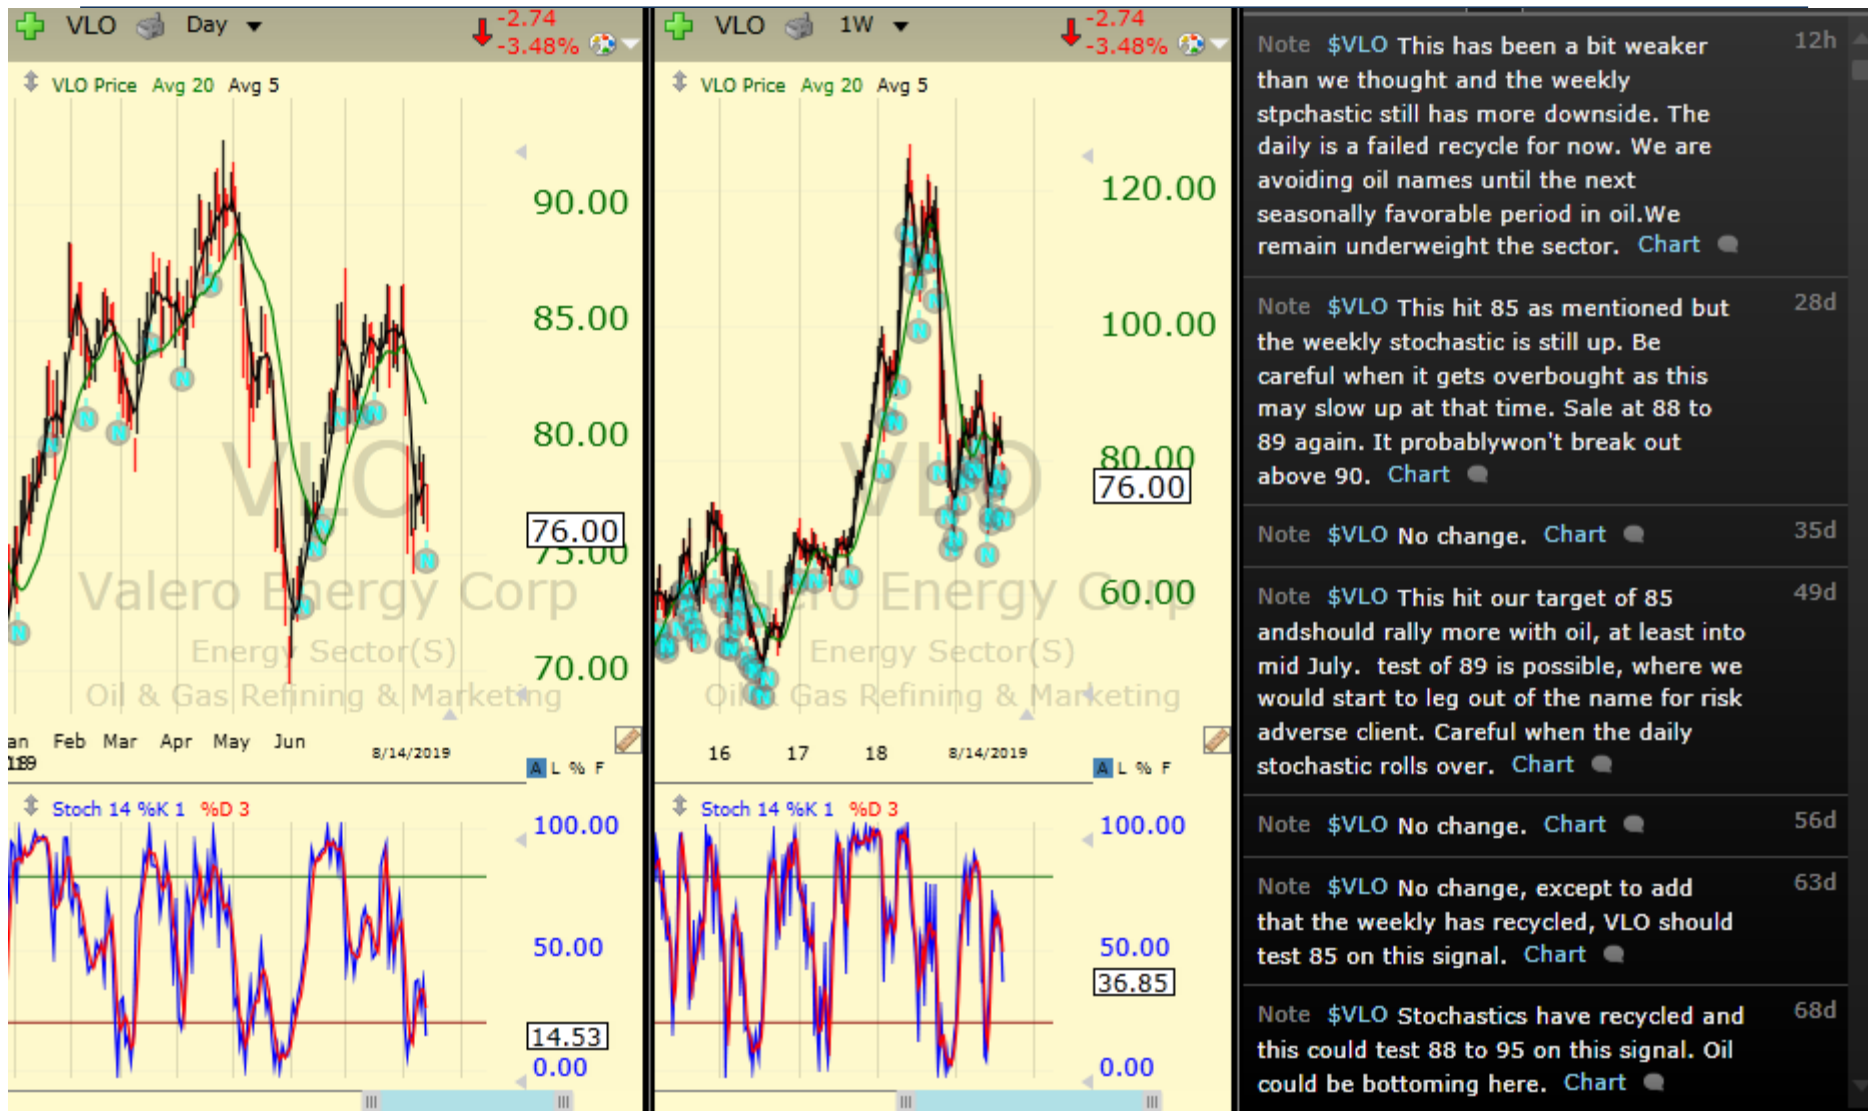 VLO Day
-2.74
-3.48%
VLO Price Avg 20 Avg 5
90.00
85.00
80.00
76.00
75.00
70.00
VLO
Valero Energy Corp
Energy Sector(S)
Oil & Gas Refining & Marketing
N
Feb Mar Apr May Jun
8/14/2019
A L % F
Stoch 14 %K 1 %D 3
100.00
50.00
14.53
0.00
VLO 1W
-2.74
-3.48%
VLO Price Avg 20 Avg 5
120.00
100.00
80.00
76.00
60.00
VLO
Valero Energy Corp
Energy Sector(S)
Oil & Gas Refining & Marketing
16 17 18
8/14/2019
A L % F
Stoch 14 %K 1 %D 3
100.00
50.00
36.85
0.00
Note $VLO This has been a bit weaker 12h
than we thought and the weekly
stpchastic still has more downside. The
daily is a failed recycle for now. We are
avoiding oil names until the next
seasonally favorable period in oil.We
remain underweight the sector. Chart
Note $VLO This hit 85 as mentioned but 28d
the weekly stochastic is still up. Be
careful when it gets overbought as this
may slow up at that time. Sale at 88 to
89 again. It probablywon't break out
above 90. Chart
Note $VLO No change. Chart 35d
Note $VLO This hit our target of 85 49d
andshould rally more with oil, at least into
mid July. test of 89 is possible, where we
would start to leg out of the name for risk
adverse client. Careful when the daily
stochastic rolls over. Chart
Note $VLO No change. Chart 56d
Note $VLO No change, except to add 63d
that the weekly has recycled, VLO should
test 85 on this signal. Chart
Note $VLO Stochastics have recycled and 68d
this could test 88 to 95 on this signal. Oil
could be bottoming here. Chart